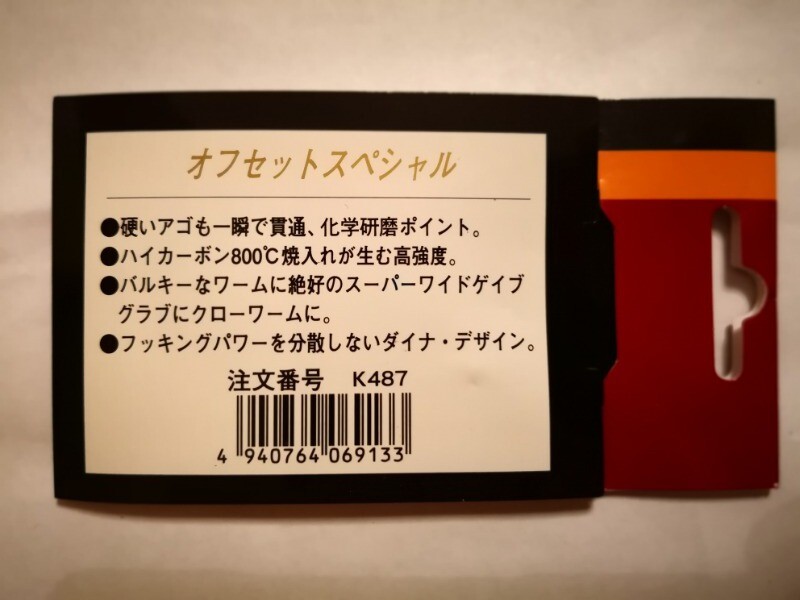 オフセットスペシャル
●硬いアゴも一瞬で貫通、化学研磨ポイント。
●ハイカーボン800℃焼入れが生む高強度。
●バルキーなワームに絶好のスーパーワイドゲイブ
グラブにクローワームに。
●フッキングパワーを分散しないダイナ・デザイン。
注文番号 K487
4 940764 069133